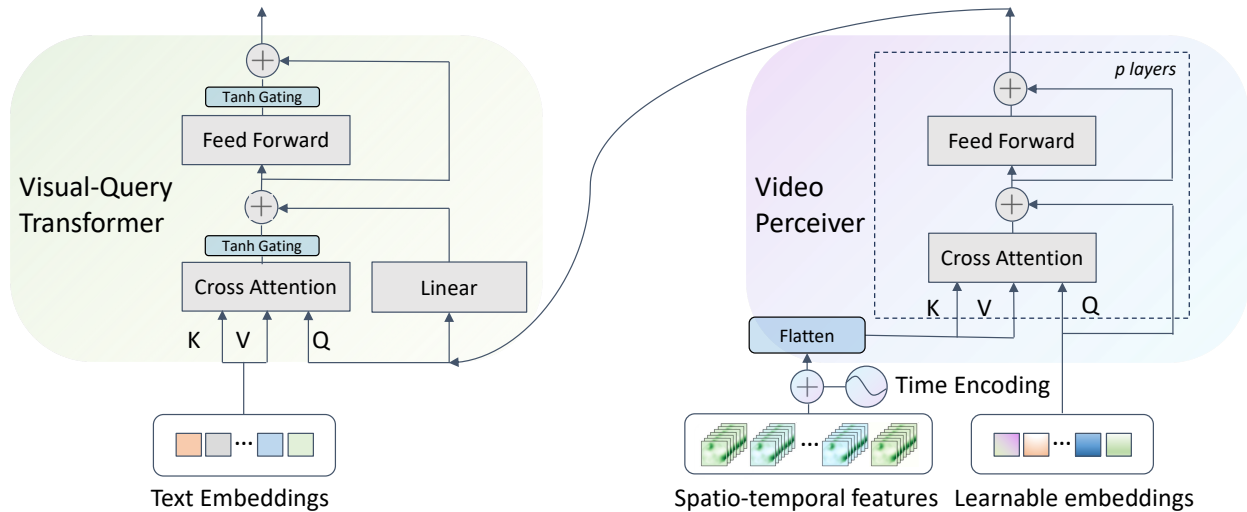 Visual-Query
Transformer
Tanh Gating
Feed Forward
Tanh Gating
Cross Attention
Linear
K
V
Q
...
Text Embeddings
Video
Perceiver
p layers
Feed Forward
Cross Attention
K
V
Q
Flatten
Time Encoding
...
Spatio-temporal features
...
Learnable embeddings